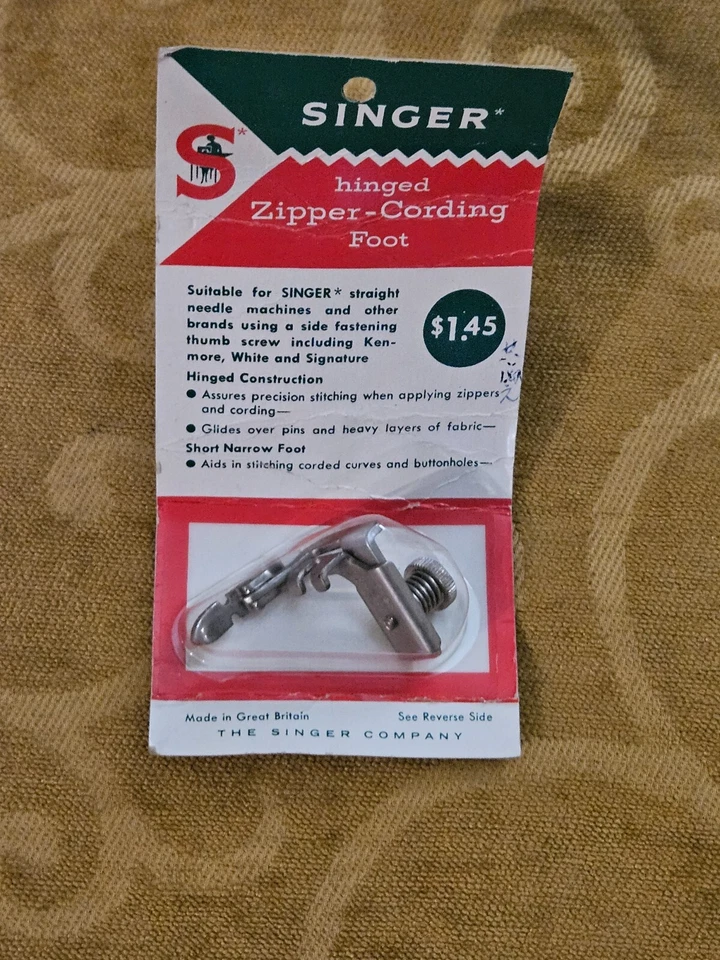 SINGER*
S*
hinged
Zipper-Cording
Foot
Suitable for SINGER* straight
needle machines and other
brands using a side fastening
thumb screw including Ken-
more, White and Signature
$1.45
Hinged Construction
● Assures precision stitching when applying zippers
and cording—
● Glides over pins and heavy layers of fabric—
Short Narrow Foot
● Aids in stitching corded curves and buttonholes—
Made in Great Britain
See Reverse Side
THE SINGER COMPANY